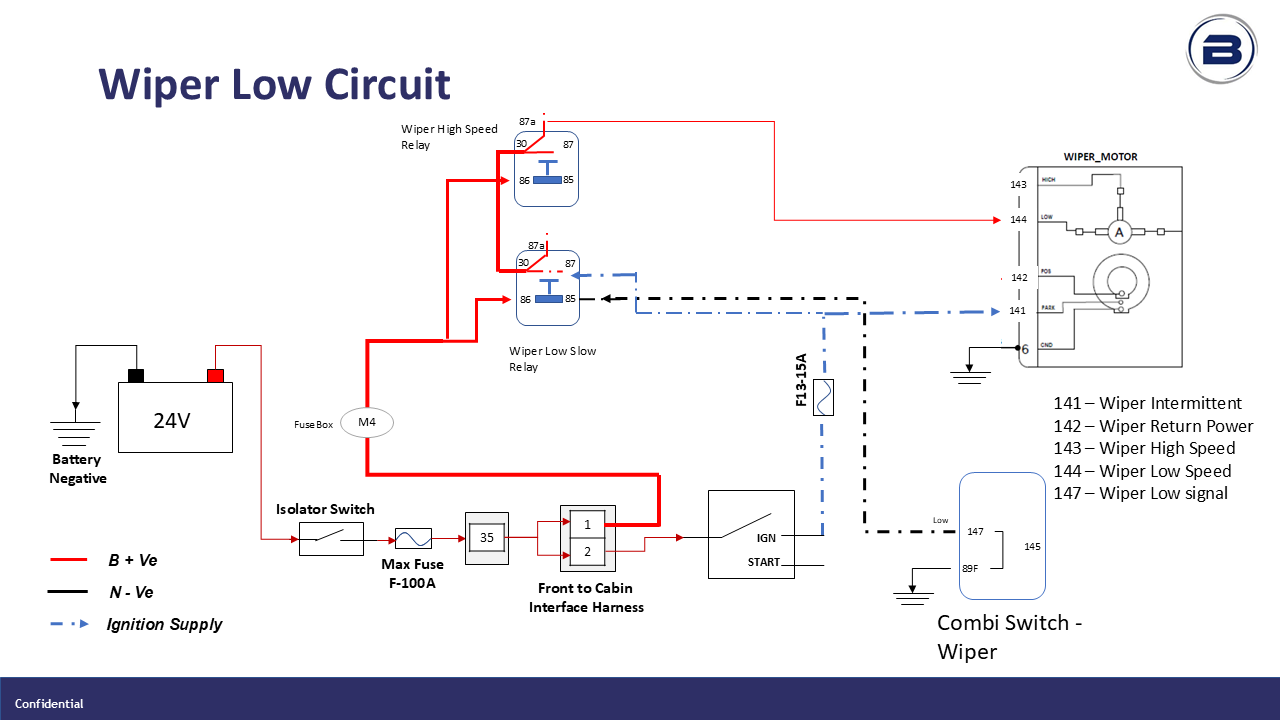 Wiper Low Circuit
B
Wiper High Speed
Relay
87a
30
87
86
85
87a
30
87
86
85
Wiper Low Slow
Relay
WIPER_MOTOR
143
HIGH
144
LOW
A
142
POS
141
PARK
6
GND
24V
Battery
Negative
Fuse Box
M4
F13-15A
141 – Wiper Intermittent
142 – Wiper Return Power
143 – Wiper High Speed
144 – Wiper Low Speed
147 – Wiper Low signal
Isolator Switch
Max Fuse
F-100A
35
1
2
Front to Cabin
Interface Harness
IGN
START
Low
147
145
89F
Combi Switch -
Wiper
B + Ve
N - Ve
Ignition Supply
Confidential